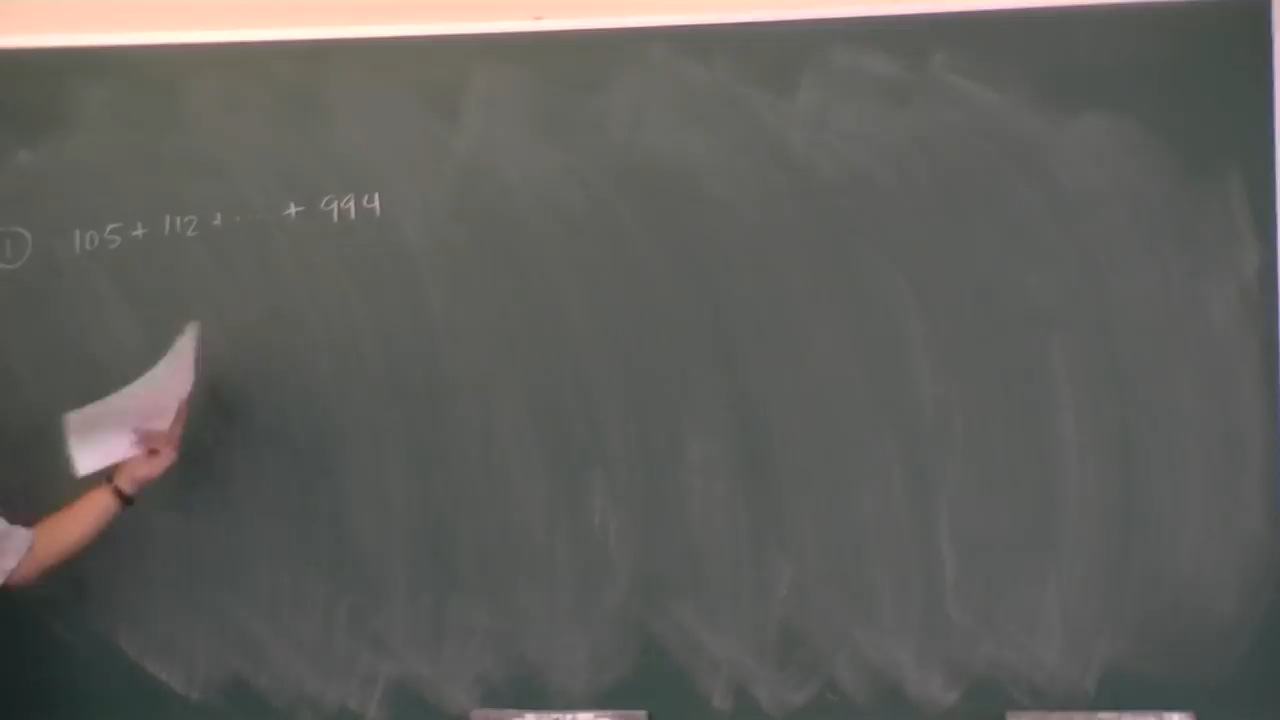 ① 105 + 112 + ... + 994